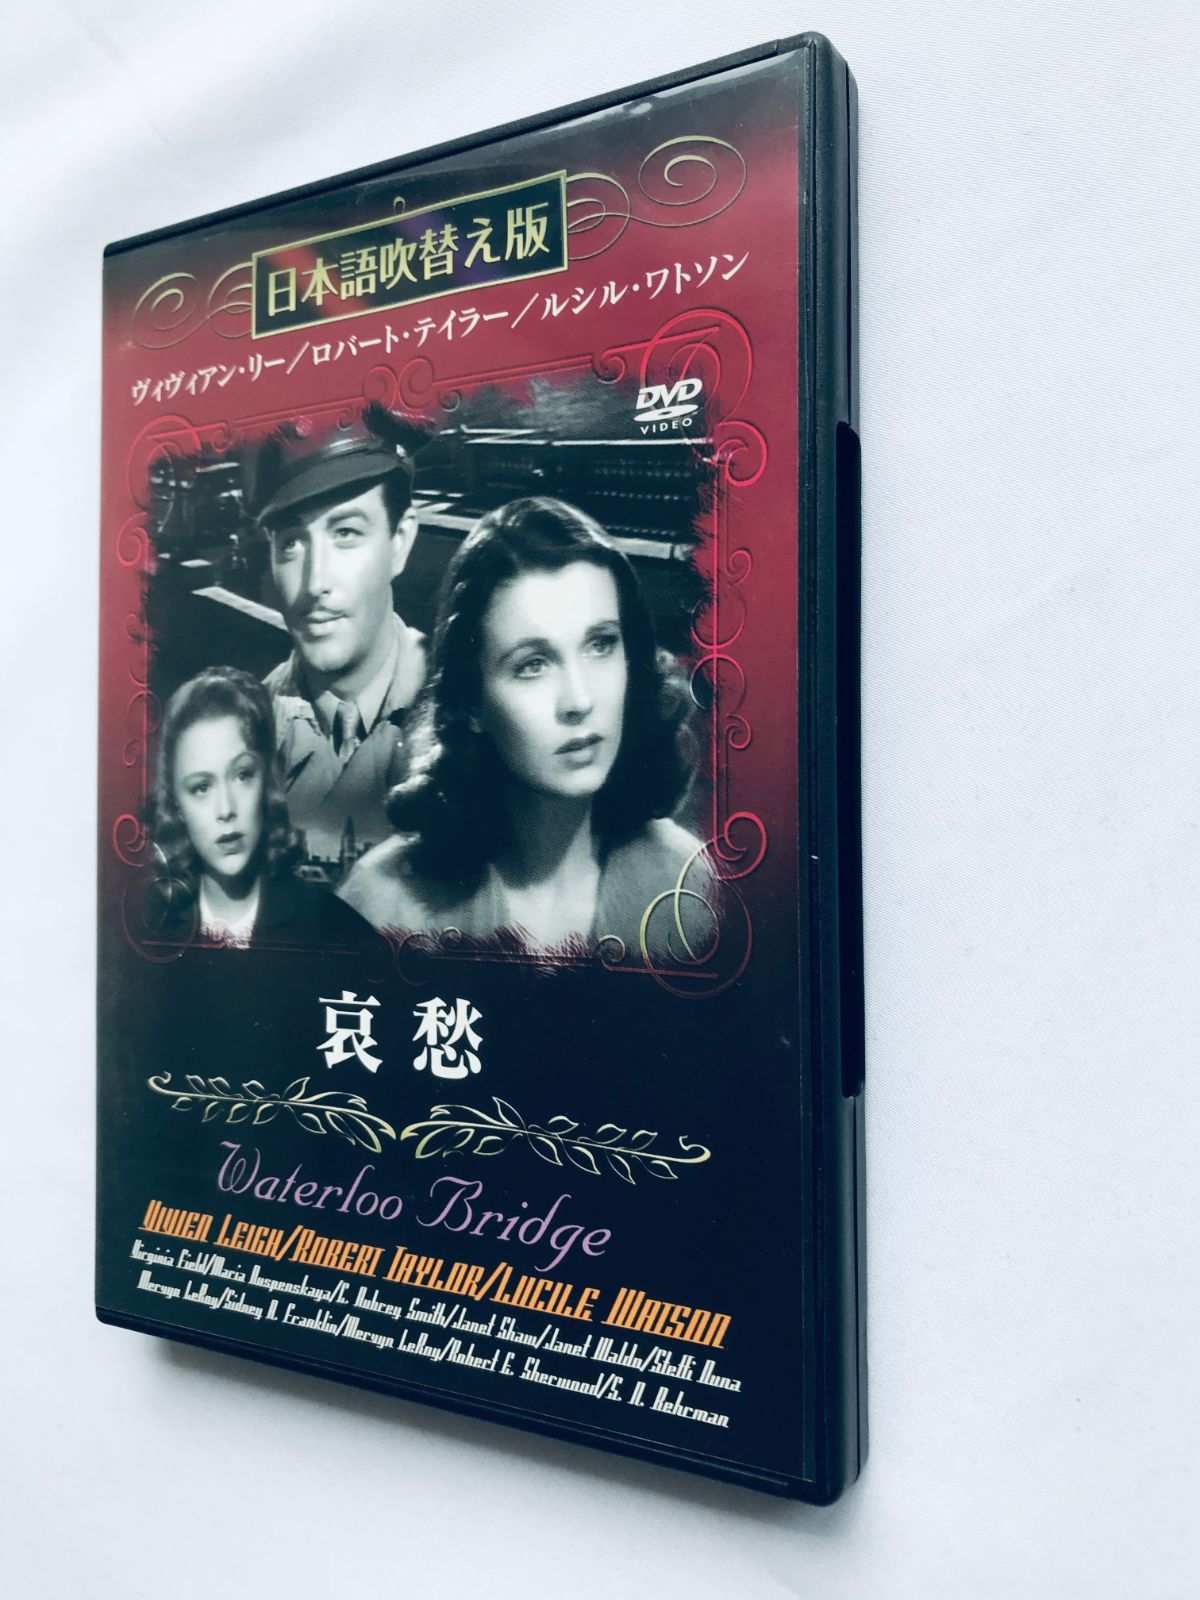 日本語吹替え版
ヴィヴィアン・リー/ロバート・テイラー/ルシル・ワトソン
DVD
VIDEO
哀愁
Waterloo Bridge
VIVIEN LEIGH/ROBERT TAYLOR/LUCILE WATSON
Virginia Field/Maria Ouspenskaya/C. Aubrey Smith/Janet Shaw/Janet Waldo/Steffi Duna
Mervyn LeRoy/Sidney A. Franklin/Mervyn LeRoy/Robert E. Sherwood/S. N. Behrman